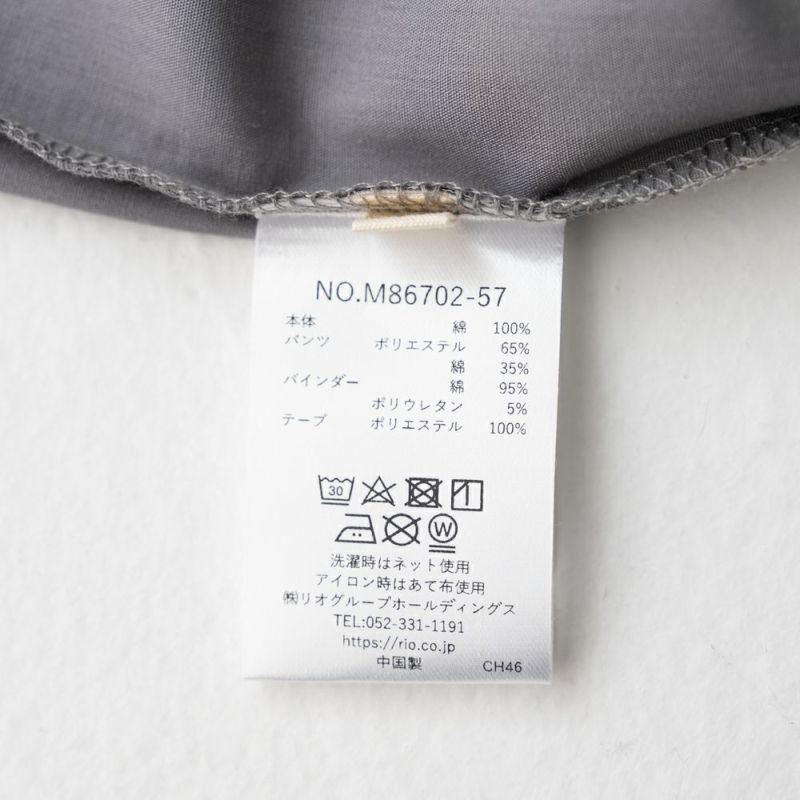 NO.M86702-57
本体 綿 100%
パンツ ポリエステル 65%
綿 35%
バインダー 綿 95%
ポリウレタン 5%
テープ ポリエステル 100%
30
W
洗濯時はネット使用
アイロン時はあて布使用
㈱リオグループホールディングス
TEL:052-331-1191
https://rio.co.jp
中国製 CH46